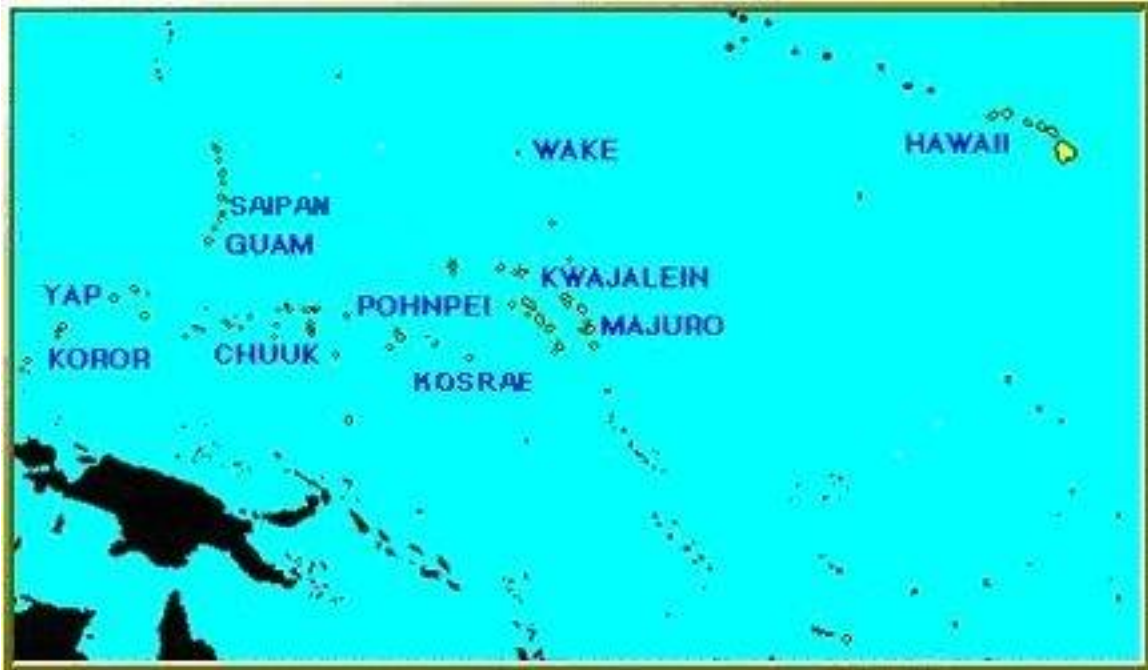 WAKE
HAWAII
SAIPAN
GUAM
KWAJALEIN
YAP
POHNPEI
MAJURO
KOROR
CHUUK
KOSRAE